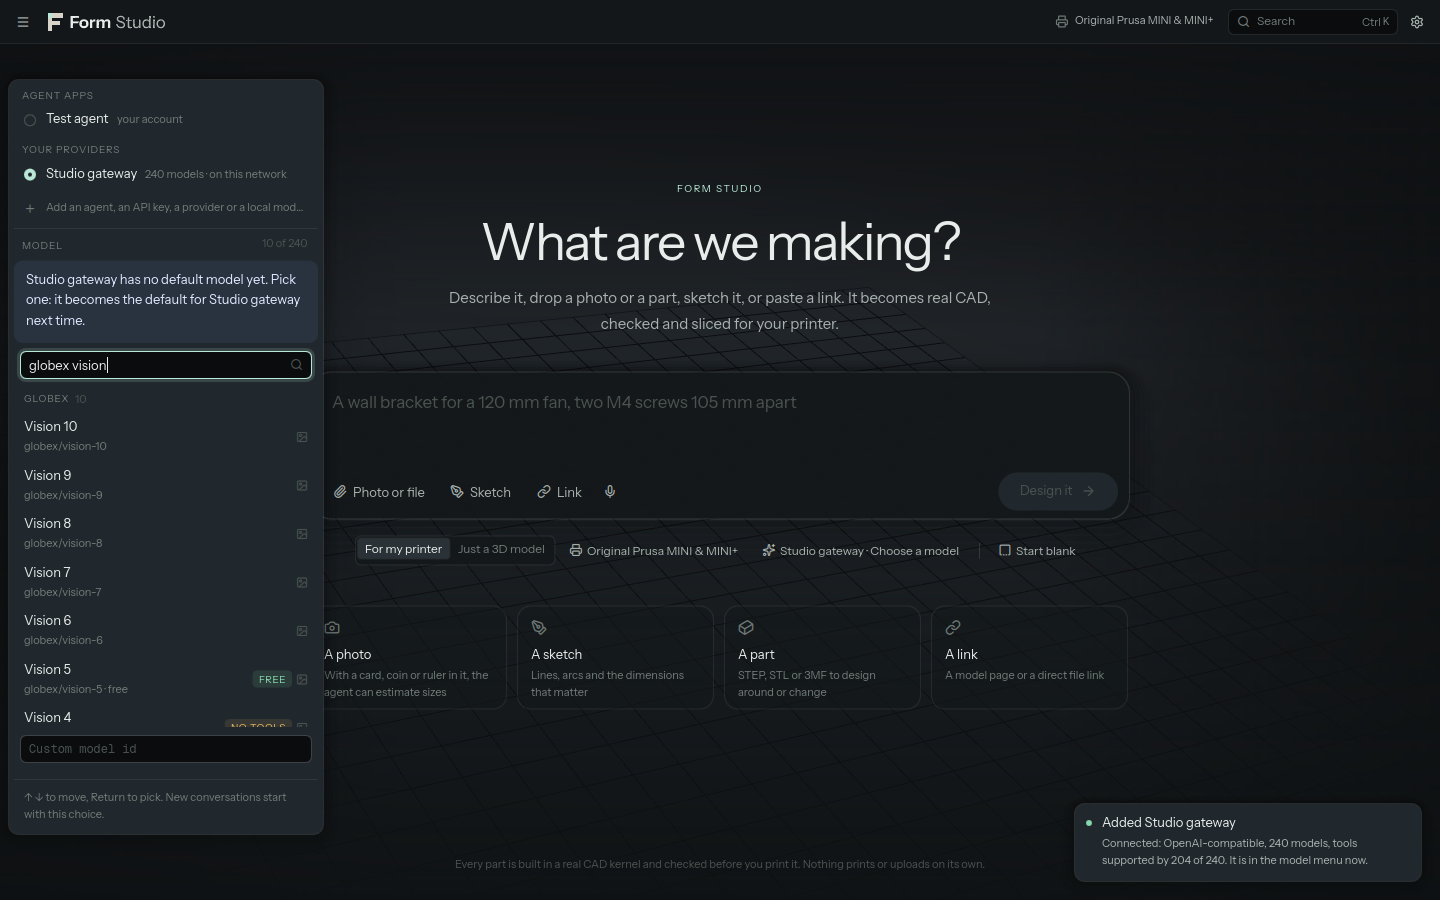 Form Studio
Original Prusa MINI & MINI+
Search
Ctrl K
AGENT APPS
Test agent your account
YOUR PROVIDERS
Studio gateway 240 models · on this network
Add an agent, an API key, a provider or a local mod...
MODEL
10 of 240
Studio gateway has no default model yet. Pick
one: it becomes the default for Studio gateway
next time.
globex vision
GLOBEX 10
Vision 10
globex/vision-10
Vision 9
globex/vision-9
Vision 8
globex/vision-8
Vision 7
globex/vision-7
Vision 6
globex/vision-6
Vision 5
globex/vision-5 · free
FREE
Vision 4
NO TOOLS
Custom model id
↑ ↓ to move, Return to pick. New conversations start
with this choice.
FORM STUDIO
What are we making?
Describe it, drop a photo or a part, sketch it, or paste a link. It becomes real CAD,
checked and sliced for your printer.
A wall bracket for a 120 mm fan, two M4 screws 105 mm apart
Photo or file
Sketch
Link
Design it
For my printer
Just a 3D model
Original Prusa MINI & MINI+
Studio gateway · Choose a model
Start blank
A photo
With a card, coin or ruler in it, the
agent can estimate sizes
A sketch
Lines, arcs and the dimensions
that matter
A part
STEP, STL or 3MF to design
around or change
A link
A model page or a direct file link
Every part is built in a real CAD kernel and checked before you print it. Nothing prints or uploads on its own.
Added Studio gateway
Connected: OpenAI-compatible, 240 models, tools
supported by 204 of 240. It is in the model menu now.